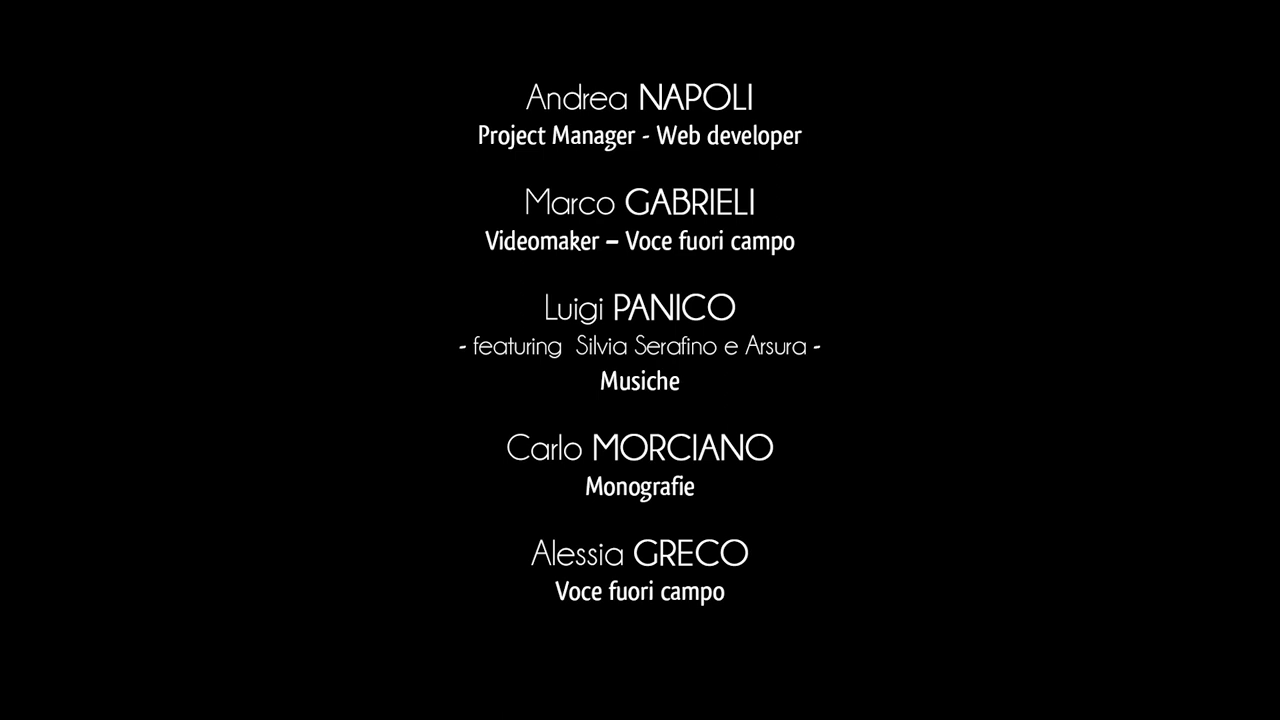 Andrea NAPOLI
Project Manager - Web developer
Marco GABRIELI
Videomaker – Voce fuori campo
Luigi PANICO
- featuring  Silvia Serafino e Arsura -
Musiche
Carlo MORCIANO
Monografie
Alessia GRECO
Voce fuori campo